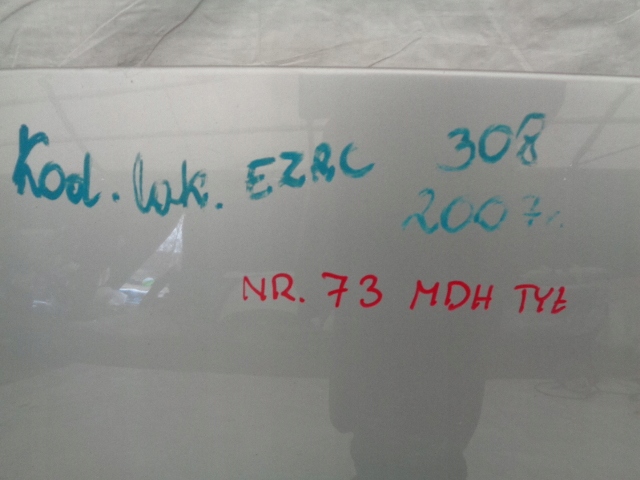 Kod. lak. EZRC 308
2007r.
NR. 73 MDH TYŁ